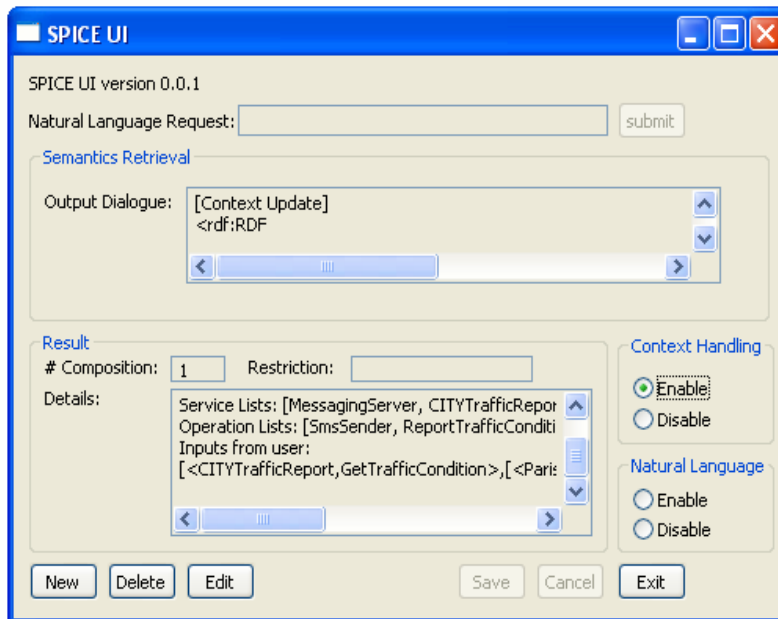 SPICE UI
SPICE UI version 0.0.1
Natural Language Request: submit
Semantics Retrieval
Output Dialogue:
[Context Update]
<rdf:RDF
Result
# Composition: 1 Restriction:
Details:
Service Lists: [MessagingServer, CITYTrafficRepor
Operation Lists: [SmsSender, ReportTrafficConditi
Inputs from user:
[<CITYTrafficReport,GetTrafficCondition>,[<Paris
Context Handling
Enable
Disable
Natural Language
Enable
Disable
New Delete Edit Save Cancel Exit